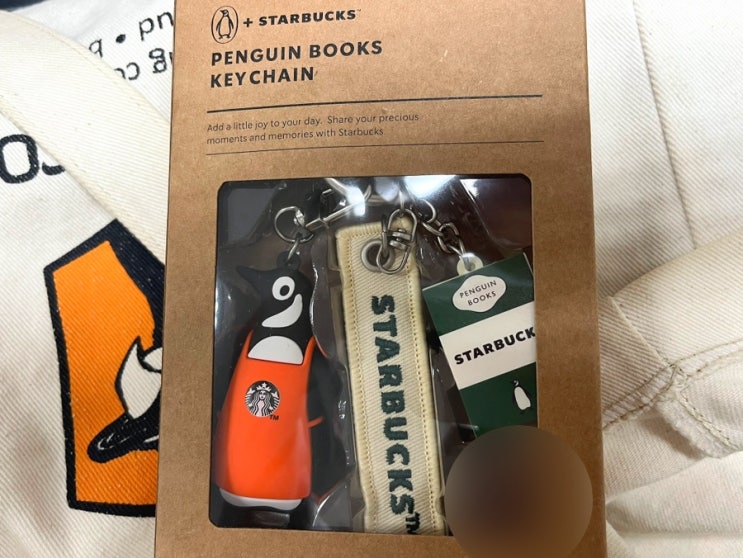 + STARBUCKS™
PENGUIN BOOKS
KEYCHAIN
Add a little joy to your day. Share your precious
moments and memories with Starbucks
PENGUIN
BOOKS
STARBUCK
STARBUCKS™
TM